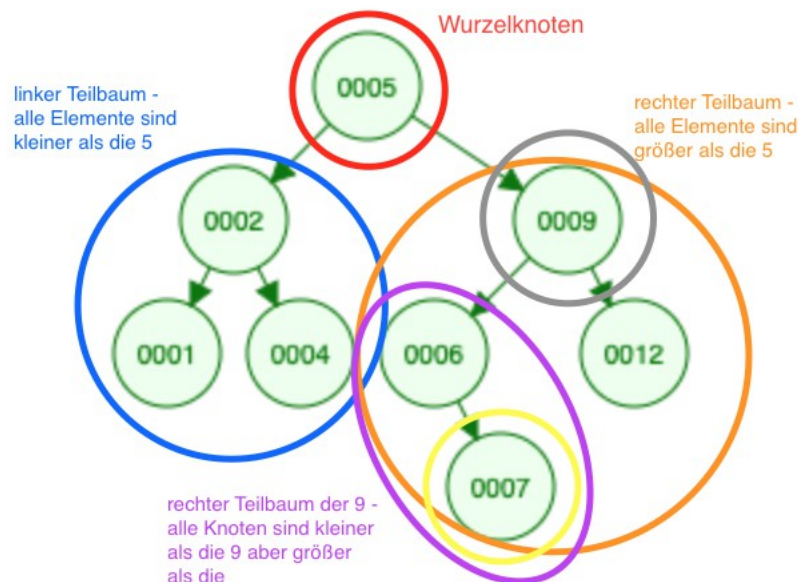 Wurzelknoten
0005
linker Teilbaum -
alle Elemente sind
kleiner als die 5
rechter Teilbaum -
alle Elemente sind
größer als die 5
0002
0009
0001
0004
0006
0012
0007
rechter Teilbaum der 9 -
alle Knoten sind kleiner
als die 9 aber größer
als die